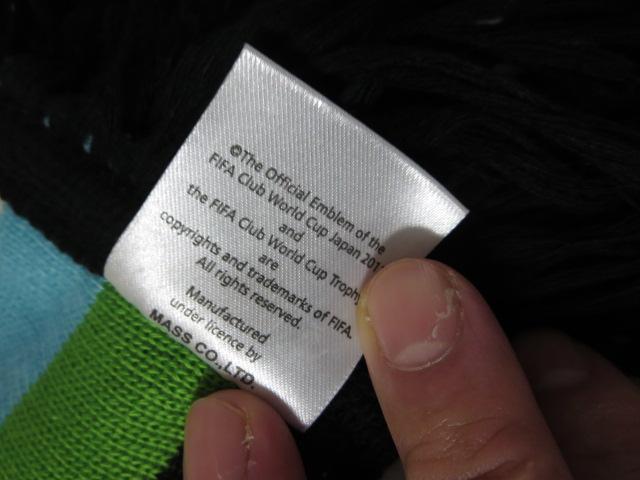 ©The Official Emblem of the
FIFA Club World Cup Japan
and
the FIFA Club World Cup Trophy
are
copyrights and trademarks of FIFA.
All rights reserved.
Manufactured
under licence by
MASS CO.,LTD.